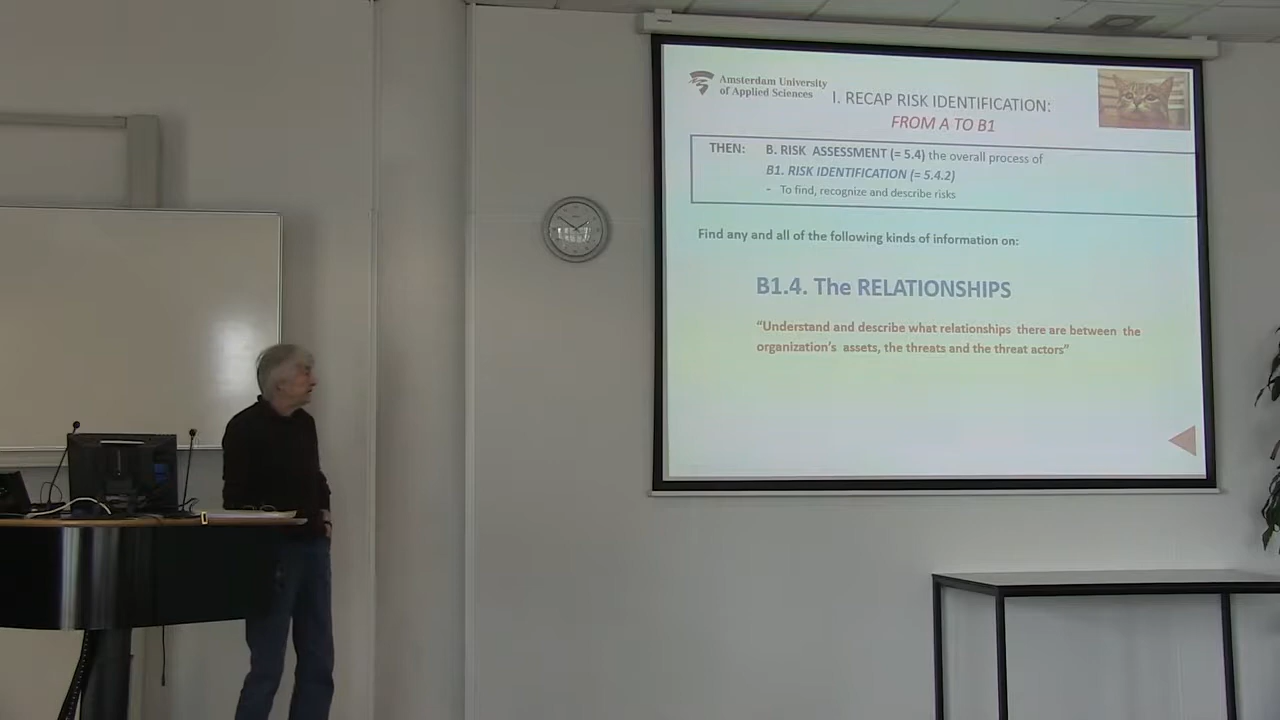 Amsterdam University
of Applied Sciences
I. RECAP RISK IDENTIFICATION:
FROM A TO B1
THEN: B. RISK ASSESSMENT (= 5.4) the overall process of
B1. RISK IDENTIFICATION (= 5.4.2)
- To find, recognize and describe risks
Find any and all of the following kinds of information on:
B1.4. The RELATIONSHIPS
“Understand and describe what relationships there are between the
organization’s assets, the threats and the threat actors”